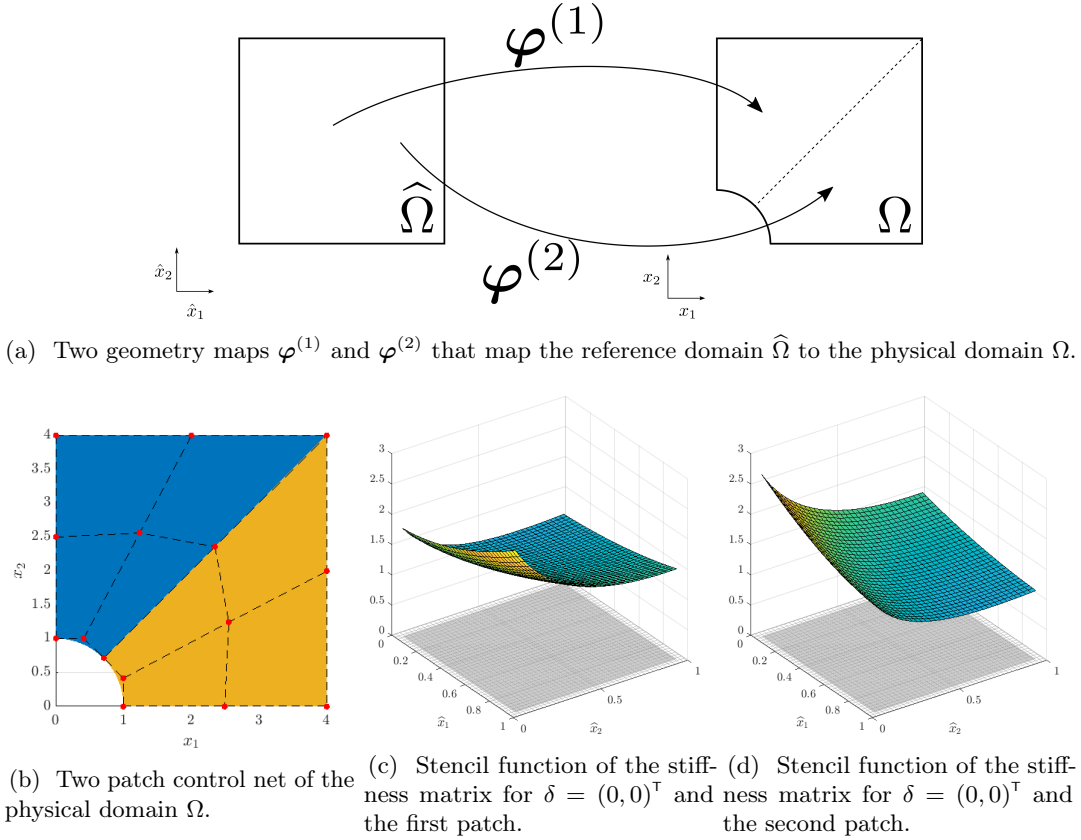 φ(1)
Ω̂
Ω
φ(2)
x̂2
x̂1
x2
x1
(a) Two geometry maps φ(1) and φ(2) that map the reference domain Ω̂ to the physical domain Ω.
4
3.5
3
2.5
2
1.5
1
0.5
0
x2
0 1 2 3 4
x1
(b) Two patch control net of the
physical domain Ω.
3
2.5
2
1.5
1
0.5
0
0
0.2
0.4
0.6
0.8
1
x̂1
0
0.5
1
x̂2
(c) Stencil function of the stiff-
ness matrix for δ = (0, 0)ᵀ and
the first patch.
3
2.5
2
1.5
1
0.5
0
0
0.2
0.4
0.6
0.8
1
x̂1
0
0.5
1
x̂2
(d) Stencil function of the stiff-
ness matrix for δ = (0, 0)ᵀ and
the second patch.